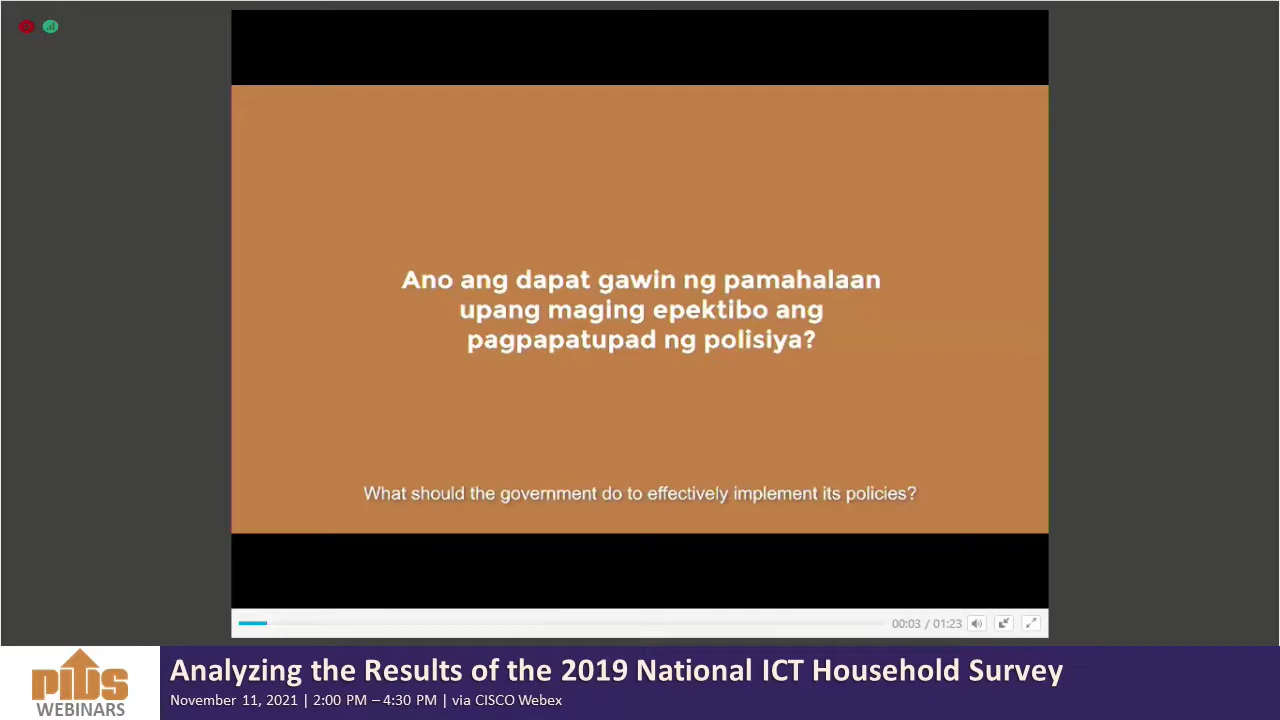 Ano ang dapat gawin ng pamahalaan
upang maging epektibo ang
pagpapatupad ng polisiya?
What should the government do to effectively implement its policies?
00:03 / 01:23
pids
WEBINARS
Analyzing the Results of the 2019 National ICT Household Survey
November 11, 2021 | 2:00 PM – 4:30 PM | via CISCO Webex